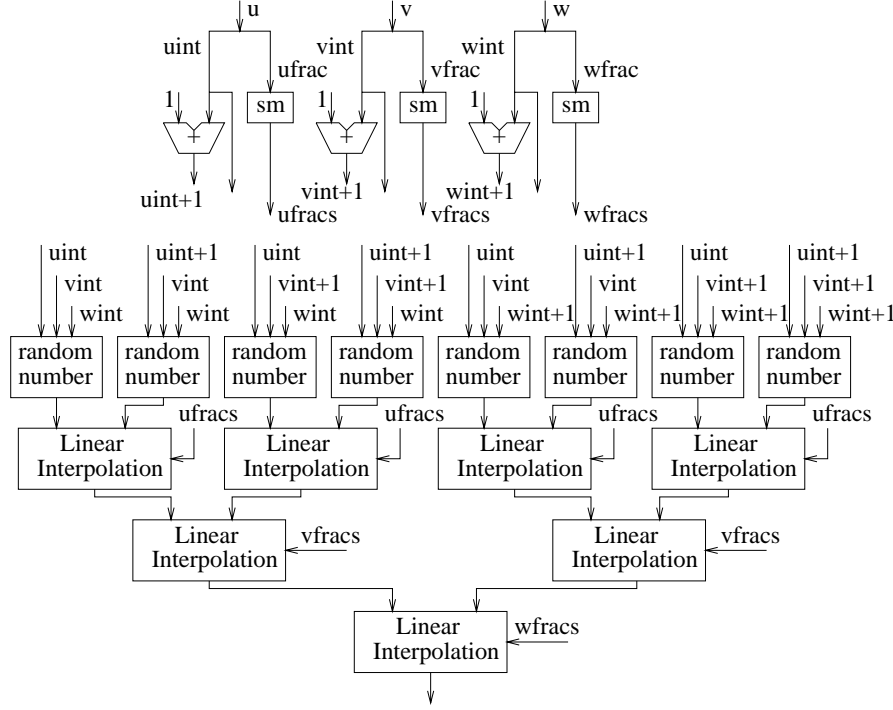 u v w
uint vint wint
ufrac vfrac wfrac
1 sm 1 sm 1 sm
+ + +
uint+1 vint+1 wint+1
ufracs vfracs wfracs
uint uint+1 uint uint+1 uint uint+1 uint uint+1
vint vint vint+1 vint+1 vint vint vint+1 vint+1
wint wint wint wint wint+1 wint+1 wint+1 wint+1
random random random random random random random random
number number number number number number number number
ufracs ufracs ufracs ufracs
Linear Linear Linear Linear
Interpolation Interpolation Interpolation Interpolation
Linear Linear
Interpolation vfracs Interpolation vfracs
Linear wfracs
Interpolation